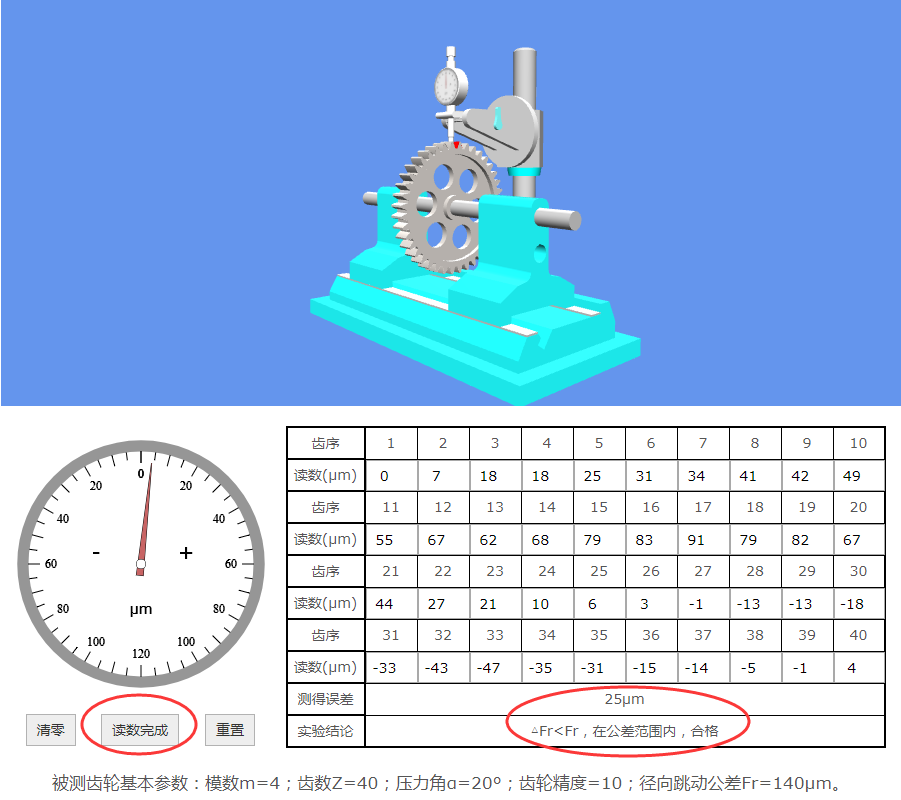 0
20 20
40 40
- +
60 60
μm
80 80
100 100
120
清零 读数完成 重置
齿序 1 2 3 4 5 6 7 8 9 10
读数(μm) 0 7 18 18 25 31 34 41 42 49
齿序 11 12 13 14 15 16 17 18 19 20
读数(μm) 55 67 62 68 79 83 91 79 82 67
齿序 21 22 23 24 25 26 27 28 29 30
读数(μm) 44 27 21 10 6 3 -1 -13 -13 -18
齿序 31 32 33 34 35 36 37 38 39 40
读数(μm) -33 -43 -47 -35 -31 -15 -14 -5 -1 4
测得误差 25μm
实验结论 △Fr<Fr，在公差范围内，合格
被测齿轮基本参数：模数m=4；齿数Z=40；压力角ɑ=20º；齿轮精度=10；径向跳动公差Fr=140μm。